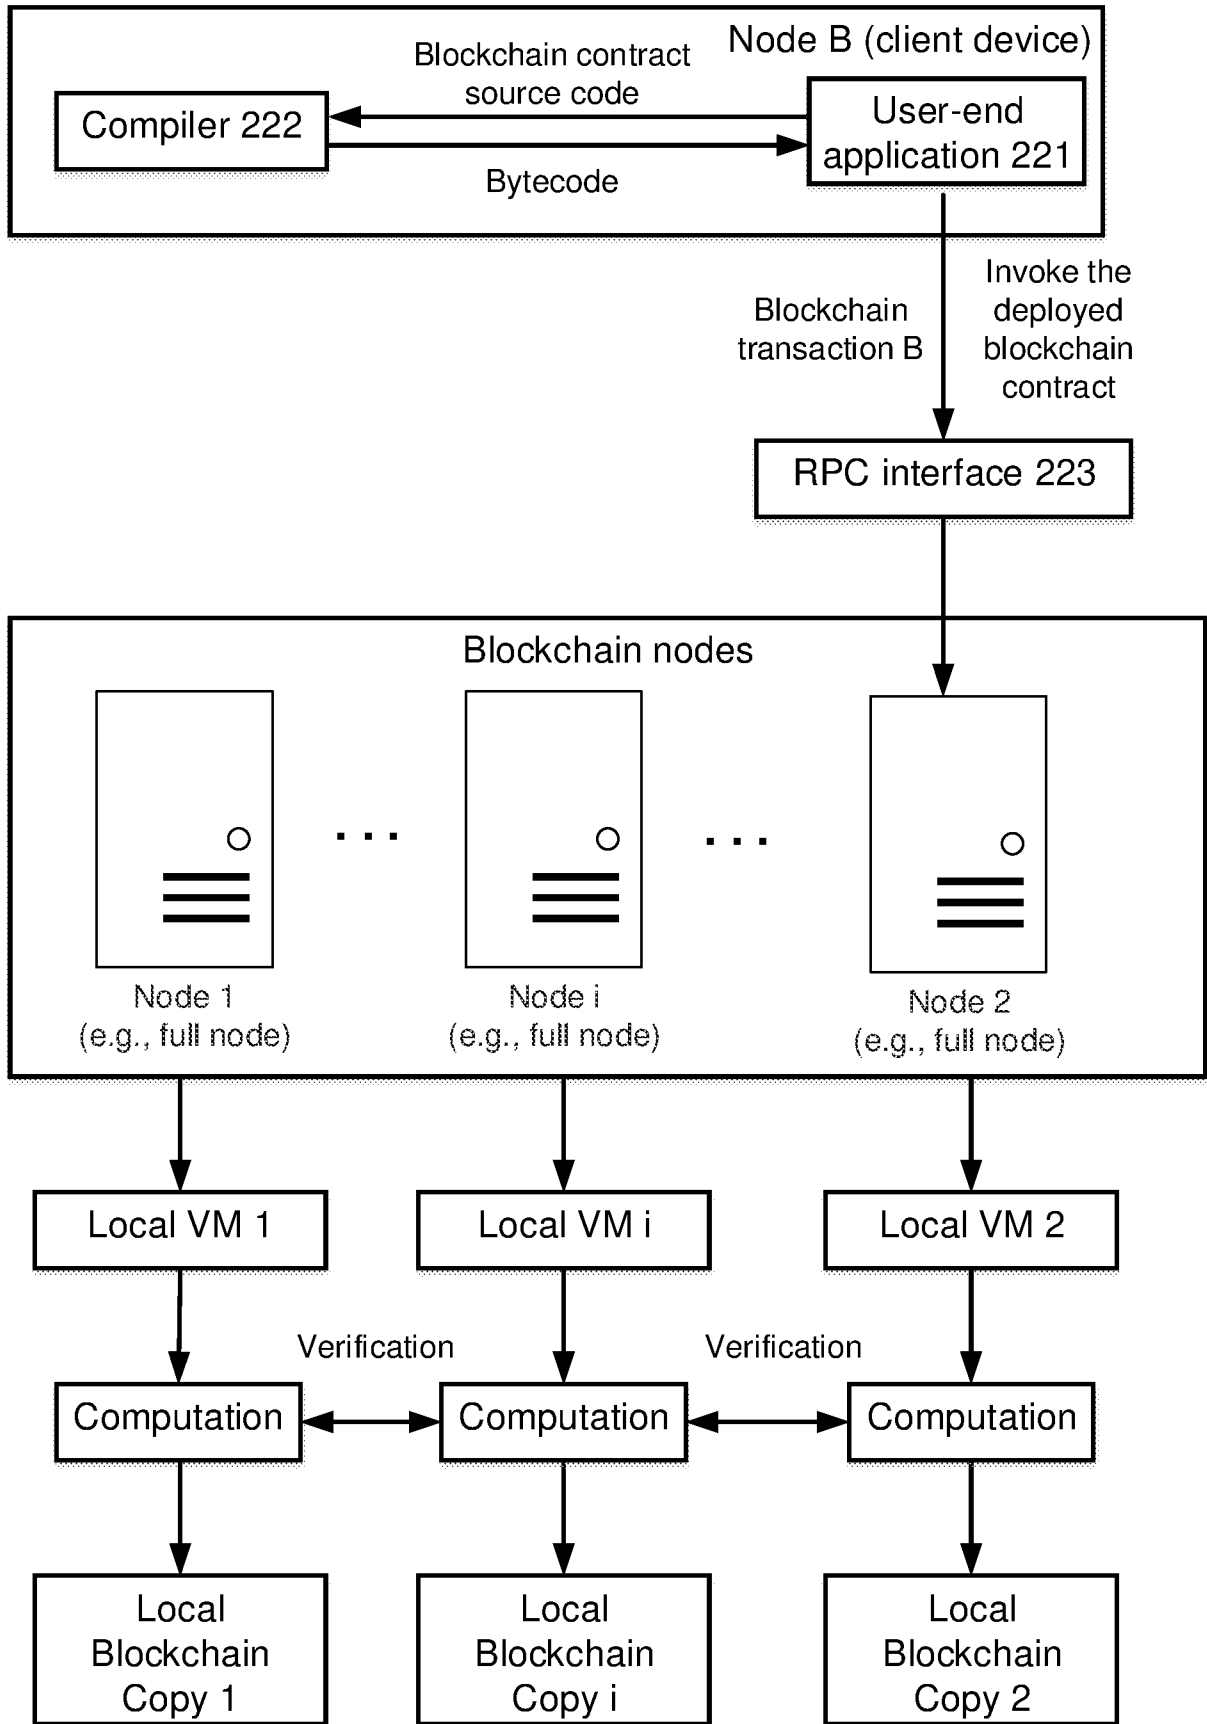 Node B (client device)
Blockchain contract
source code
Compiler 222
User-end
application 221
Bytecode
Blockchain
transaction B
Invoke the
deployed
blockchain
contract
RPC interface 223
Blockchain nodes
. . .
. . .
Node 1
(e.g., full node)
Node i
(e.g., full node)
Node 2
(e.g., full node)
Local VM 1
Local VM i
Local VM 2
Verification
Verification
Computation
Computation
Computation
Local
Blockchain
Copy 1
Local
Blockchain
Copy i
Local
Blockchain
Copy 2